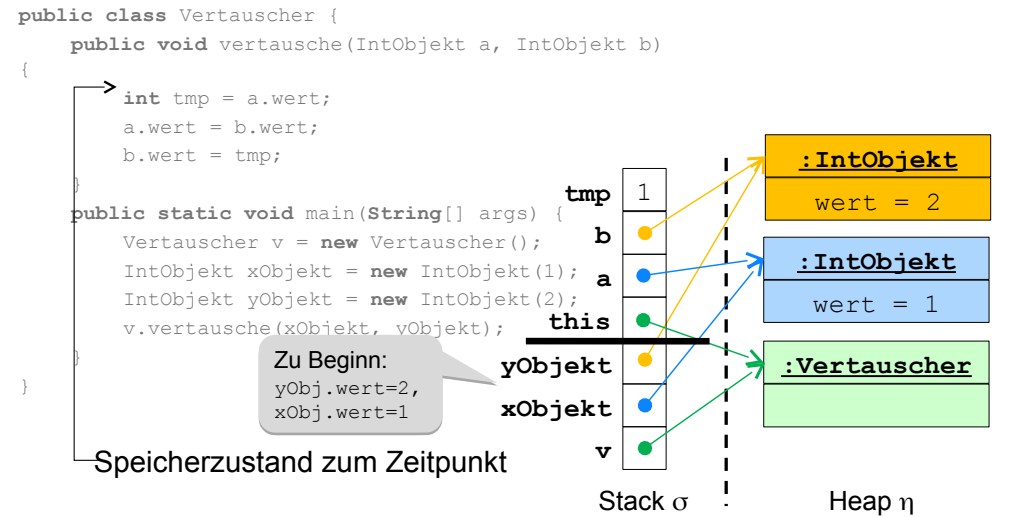 public class Vertauscher {
public void vertausche(IntObjekt a, IntObjekt b)
{
int tmp = a.wert;
a.wert = b.wert;
b.wert = tmp;
}
public static void main(String[] args) {
Vertauscher v = new Vertauscher();
IntObjekt xObjekt = new IntObjekt(1);
IntObjekt yObjekt = new IntObjekt(2);
v.vertausche(xObjekt, yObjekt);
}
}
Zu Beginn:
yObj.wert=2,
xObj.wert=1
Speicherzustand zum Zeitpunkt
tmp 1
b
a
this
yObjekt
xObjekt
v
Stack σ
:IntObjekt
wert = 2
:IntObjekt
wert = 1
:Vertauscher
Heap η